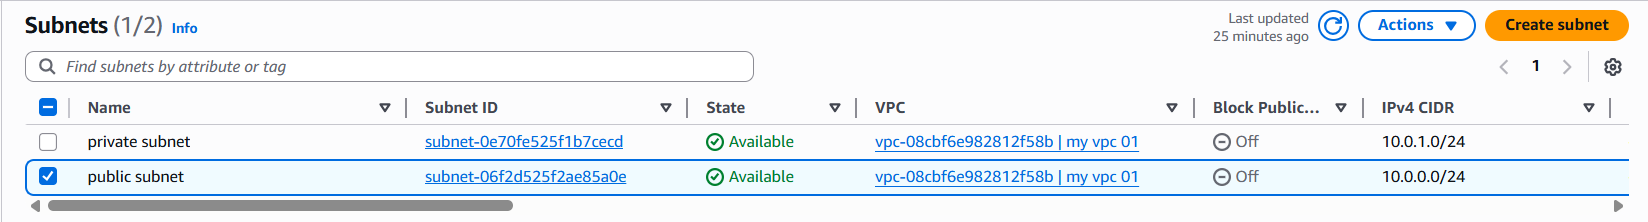 Subnets (1/2) Info
Last updated
25 minutes ago
Actions
Create subnet
Find subnets by attribute or tag
1
Name Subnet ID State VPC Block Public... IPv4 CIDR
private subnet subnet-0e70fe525f1b7cecd Available vpc-08cbf6e982812f58b | my vpc 01 Off 10.0.1.0/24
public subnet subnet-06f2d525f2ae85a0e Available vpc-08cbf6e982812f58b | my vpc 01 Off 10.0.0.0/24